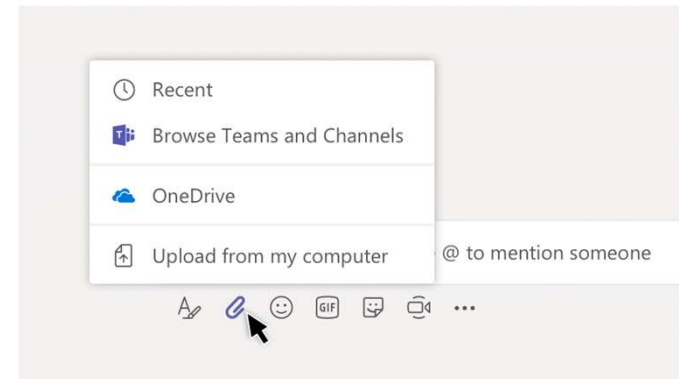 Recent
Browse Teams and Channels
OneDrive
Upload from my computer
@ to mention someone
GIF